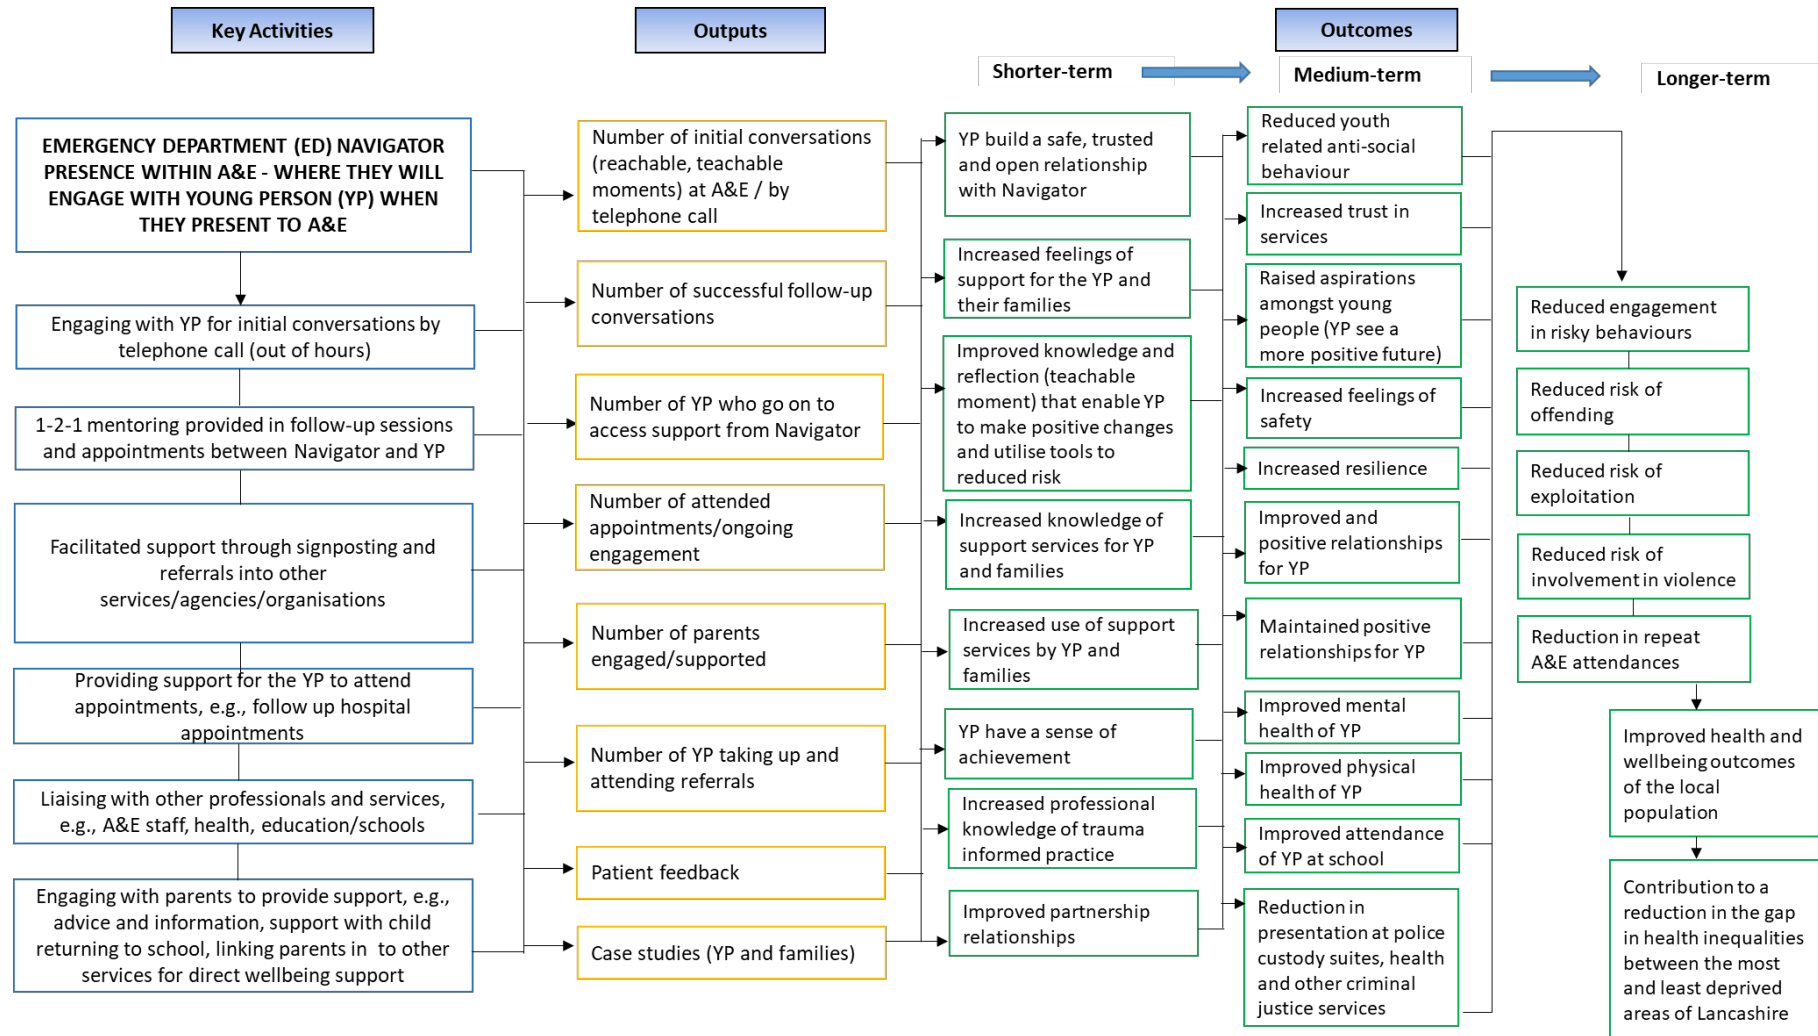 Key Activities
Outputs
Outcomes
Shorter-term
Medium-term
Longer-term
EMERGENCY DEPARTMENT (ED) NAVIGATOR
PRESENCE WITHIN A&E - WHERE THEY WILL
ENGAGE WITH YOUNG PERSON (YP) WHEN
THEY PRESENT TO A&E
Engaging with YP for initial conversations by
telephone call (out of hours)
1-2-1 mentoring provided in follow-up sessions
and appointments between Navigator and YP
Facilitated support through signposting and
referrals into other
services/agencies/organisations
Providing support for the YP to attend
appointments, e.g., follow up hospital
appointments
Liaising with other professionals and services,
e.g., A&E staff, health, education/schools
Engaging with parents to provide support, e.g.,
advice and information, support with child
returning to school, linking parents in to other
services for direct wellbeing support
Number of initial conversations
(reachable, teachable
moments) at A&E / by
telephone call
Number of successful follow-up
conversations
Number of YP who go on to
access support from Navigator
Number of attended
appointments/ongoing
engagement
Number of parents
engaged/supported
Number of YP taking up and
attending referrals
Patient feedback
Case studies (YP and families)
YP build a safe, trusted
and open relationship
with Navigator
Increased feelings of
support for the YP and
their families
Improved knowledge and
reflection (teachable
moment) that enable YP
to make positive changes
and utilise tools to
reduced risk
Increased knowledge of
support services for YP
and families
Increased use of support
services by YP and
families
YP have a sense of
achievement
Increased professional
knowledge of trauma
informed practice
Improved partnership
relationships
Reduced youth
related anti-social
behaviour
Increased trust in
services
Raised aspirations
amongst young
people (YP see a
more positive future)
Increased feelings of
safety
Increased resilience
Improved and
positive relationships
for YP
Maintained positive
relationships for YP
Improved mental
health of YP
Improved physical
health of YP
Improved attendance
of YP at school
Reduction in
presentation at police
custody suites, health
and other criminal
justice services
Reduced engagement
in risky behaviours
Reduced risk of
offending
Reduced risk of
exploitation
Reduced risk of
involvement in violence
Reduction in repeat
A&E attendances
Improved health and
wellbeing outcomes
of the local
population
Contribution to a
reduction in the gap
in health inequalities
between the most
and least deprived
areas of Lancashire